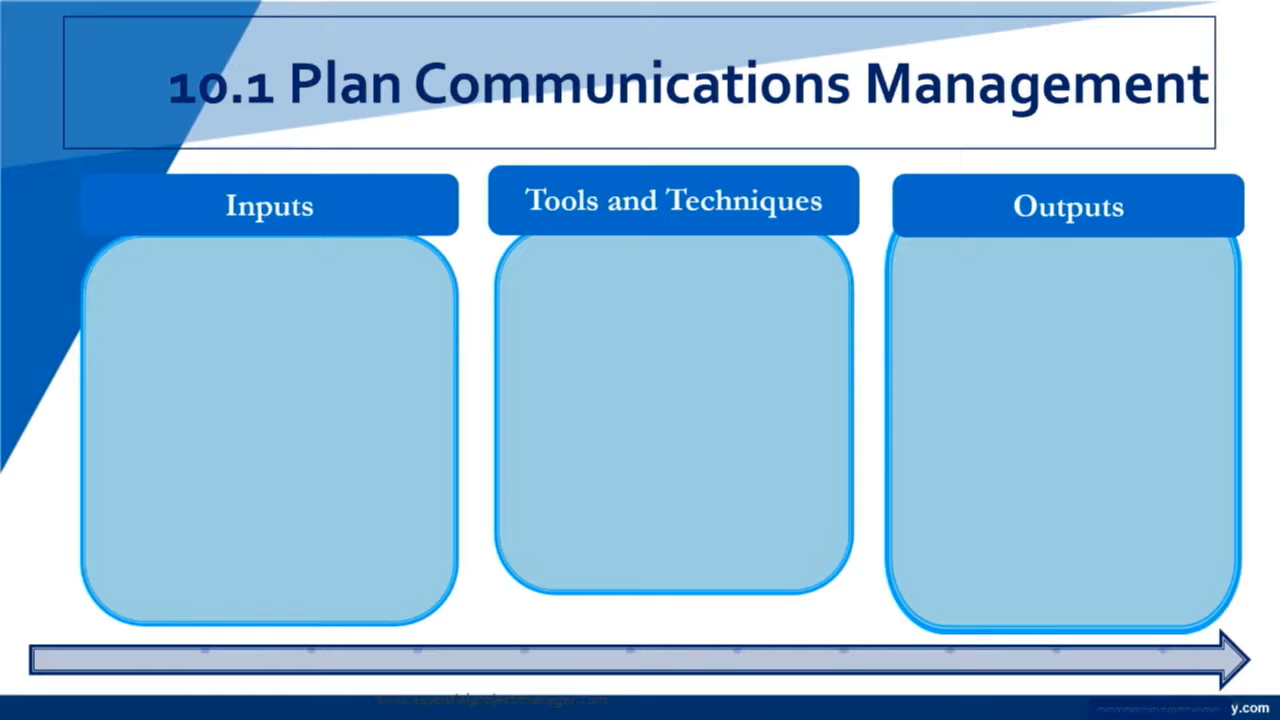 10.1 Plan Communications Management
Inputs
Tools and Techniques
Outputs
y.com